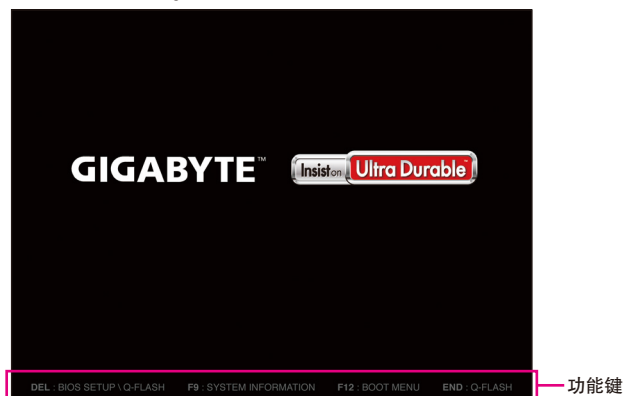 GIGABYTE™ Insist on Ultra Durable™
DEL : BIOS SETUP \ Q-FLASH F9 : SYSTEM INFORMATION F12 : BOOT MENU END : Q-FLASH
功能键